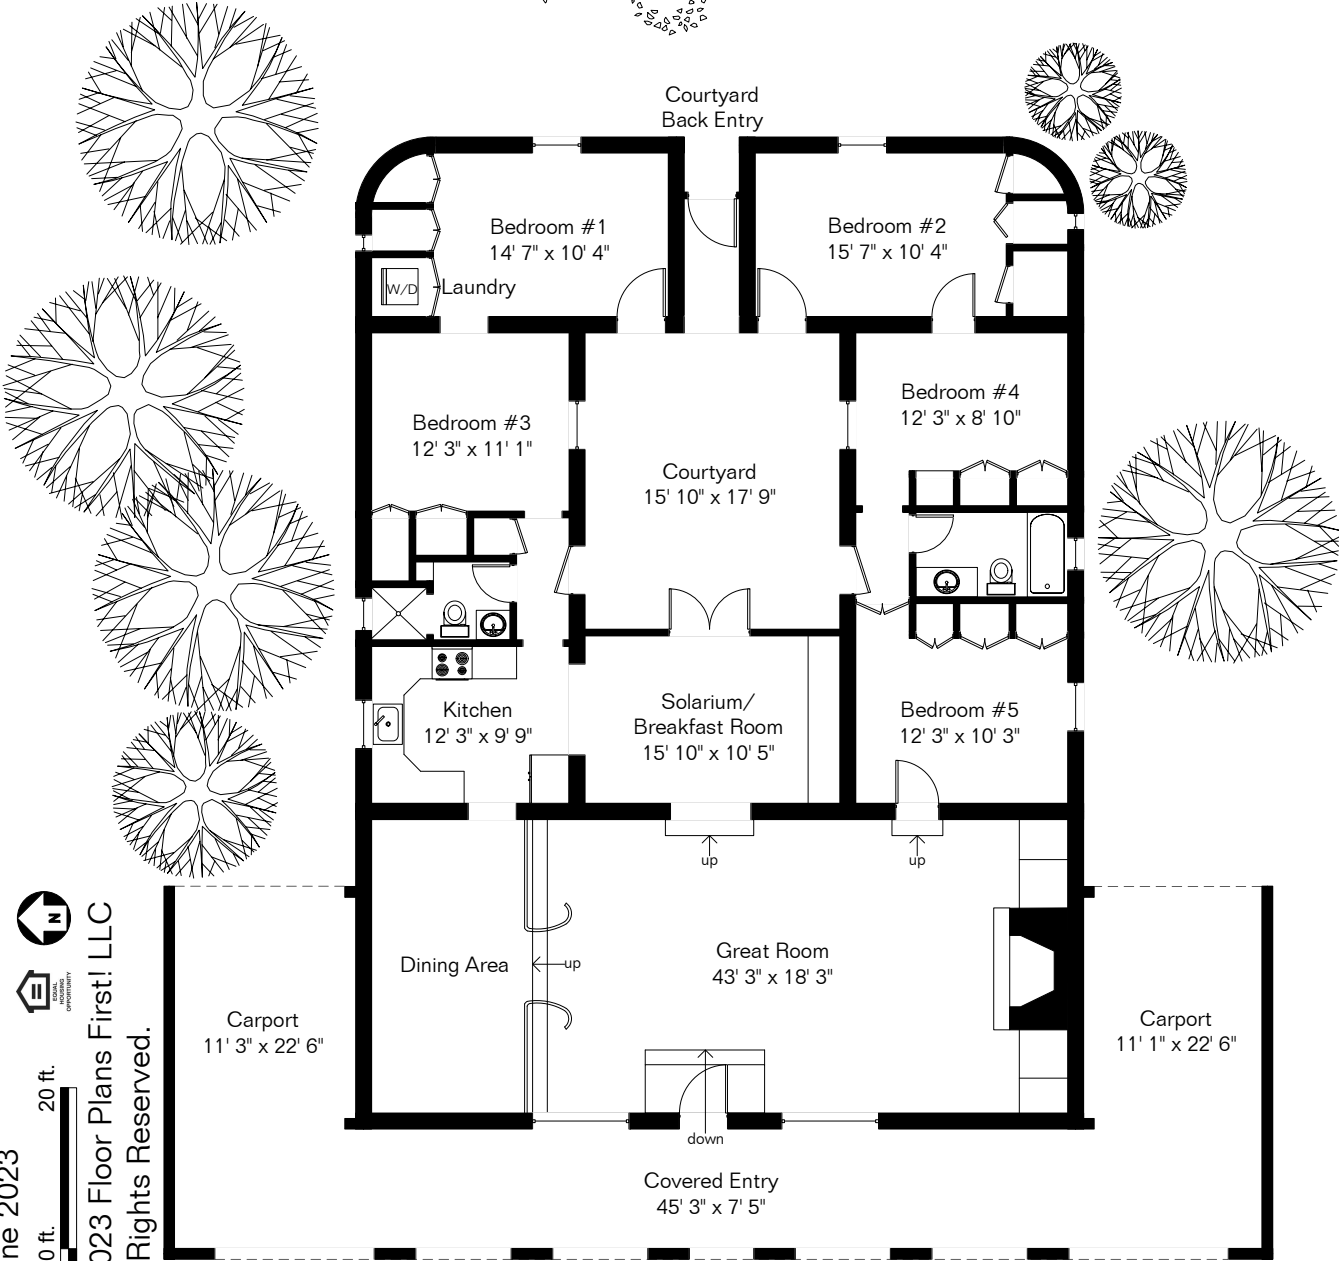 Courtyard
Back Entry
Bedroom #1
14' 7" x 10' 4"
Bedroom #2
15' 7" x 10' 4"
W/D
Laundry
Bedroom #3
12' 3" x 11' 1"
Bedroom #4
12' 3" x 8' 10"
Courtyard
15' 10" x 17' 9"
Kitchen
12' 3" x 9' 9"
Solarium/
Breakfast Room
15' 10" x 10' 5"
Bedroom #5
12' 3" x 10' 3"
up
up
Dining Area
up
Great Room
43' 3" x 18' 3"
Carport
11' 3" x 22' 6"
Carport
11' 1" x 22' 6"
down
Covered Entry
45' 3" x 7' 5"
N
EQUAL
HOUSING
OPPORTUNITY
0 ft.
20 ft.
ne 2023
023 Floor Plans First! LLC
Rights Reserved.